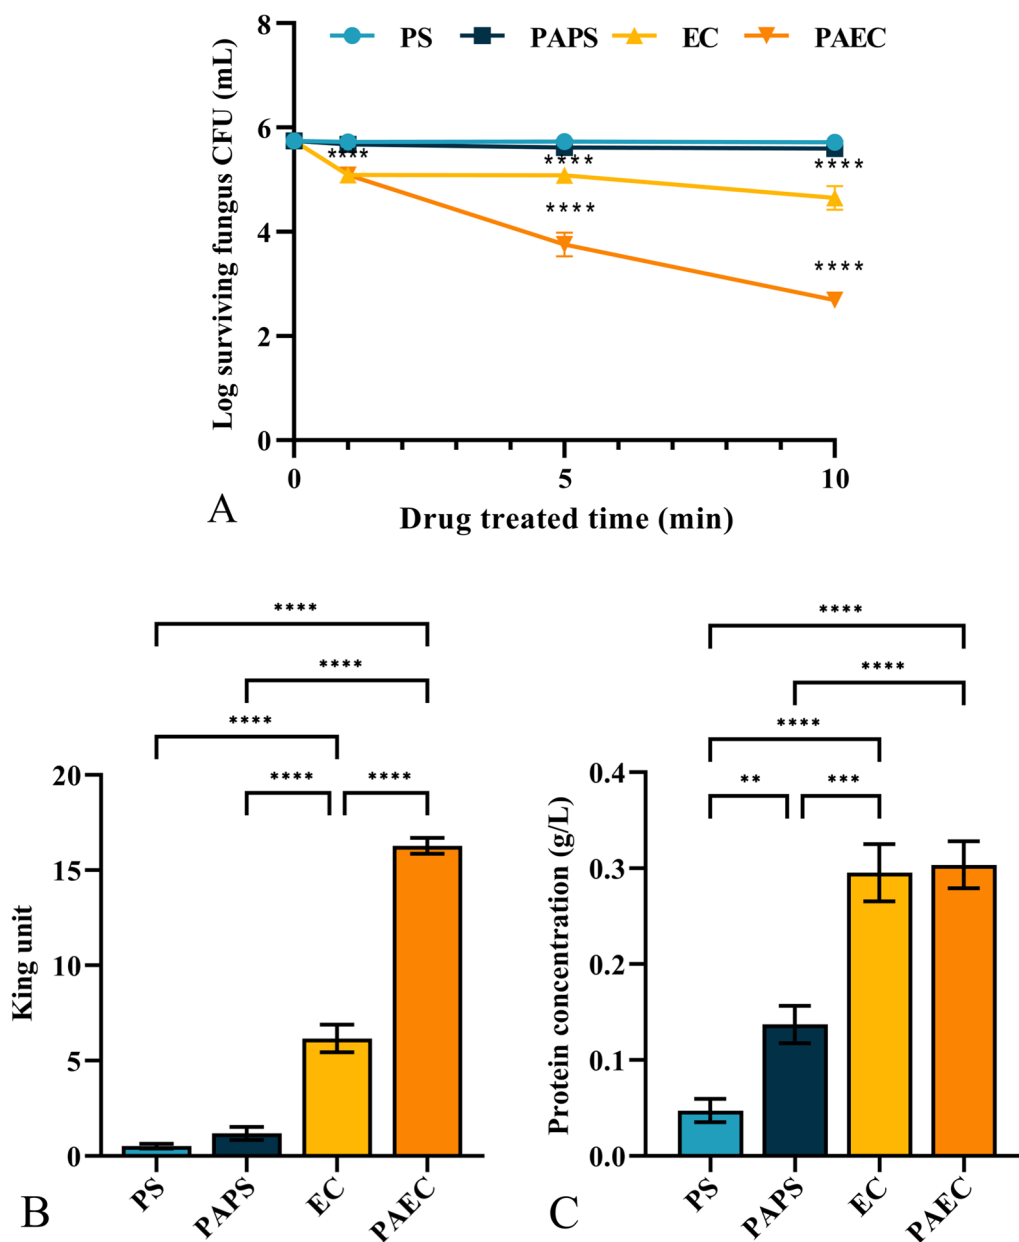 PS PAPS EC PAEC
Log surviving fungus CFU (mL)
8
6
4
2
0
****
**** ****
****
****
0 5 10
Drug treated time (min)
A
****
****
****
**** ****
King unit
20
15
10
5
0
PS PAPS EC PAEC
B
****
****
****
** ***
Protein concentration (g/L)
0.4
0.3
0.2
0.1
0.0
PS PAPS EC PAEC
C